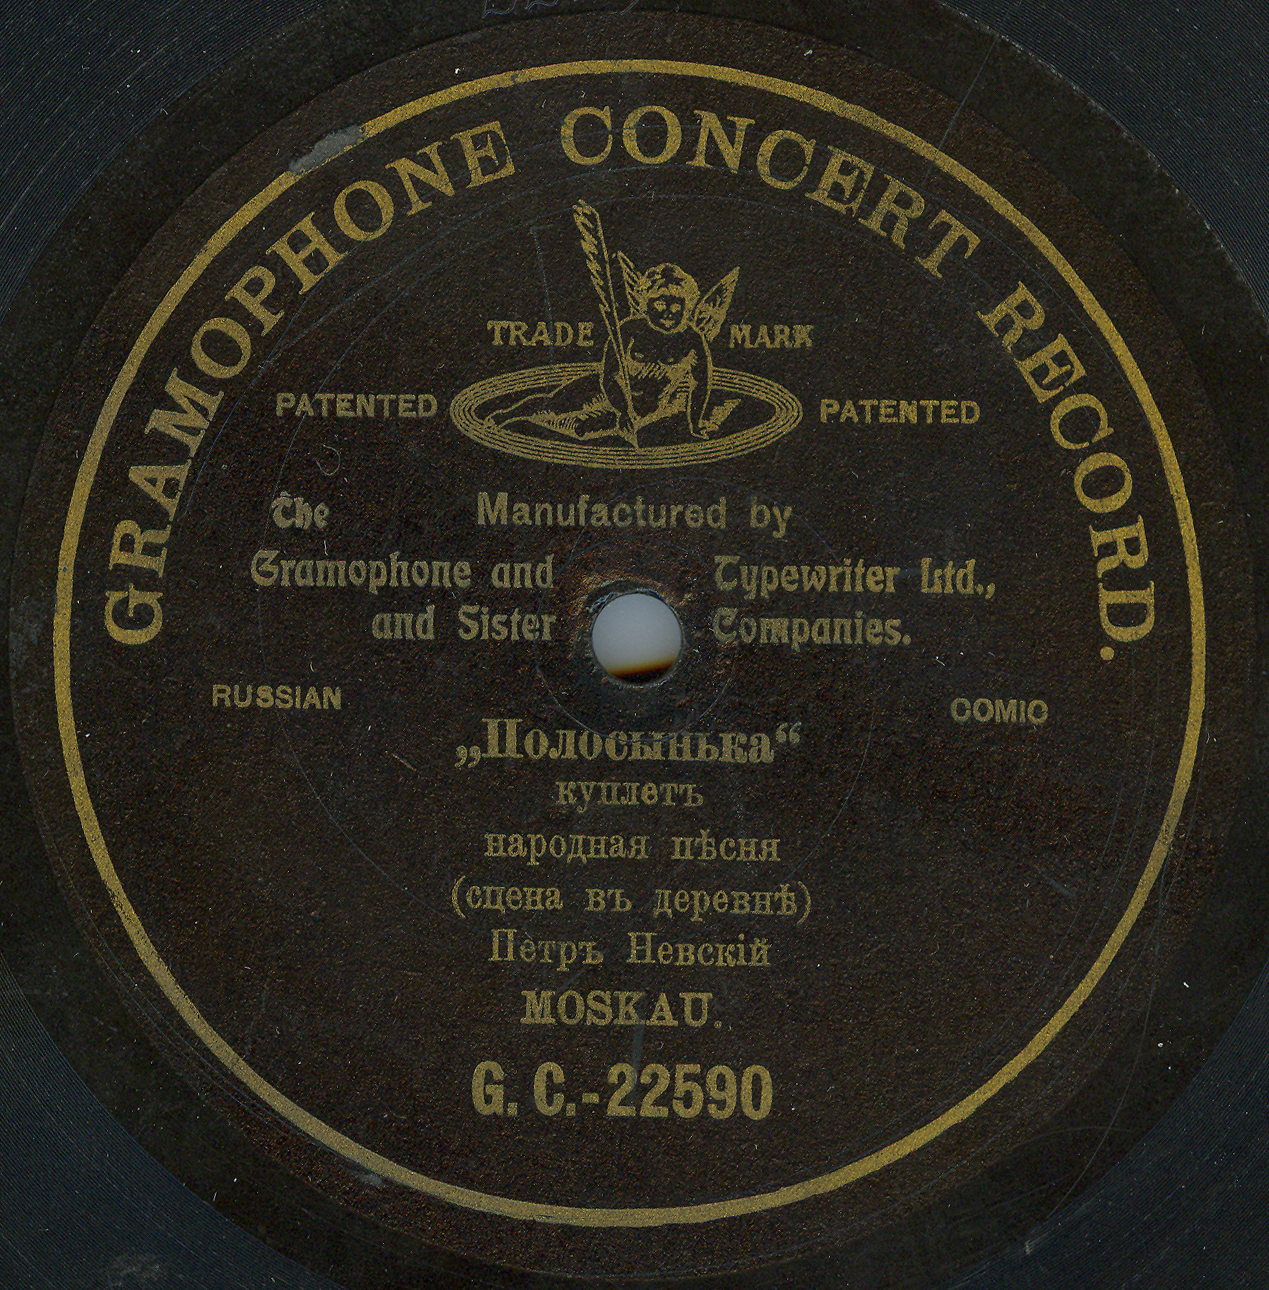 GRAMOPHONE CONCERT RECORD.
TRADE MARK
PATENTED PATENTED
Manufactured by
The Gramophone and Typewriter Ltd.,
and Sister Companies.
RUSSIAN COMIC
„Полосынька“
куплетъ
народная пѣсня
(сцена въ деревнѣ)
Петръ Невскій
MOSKAU.
G. C.-22590